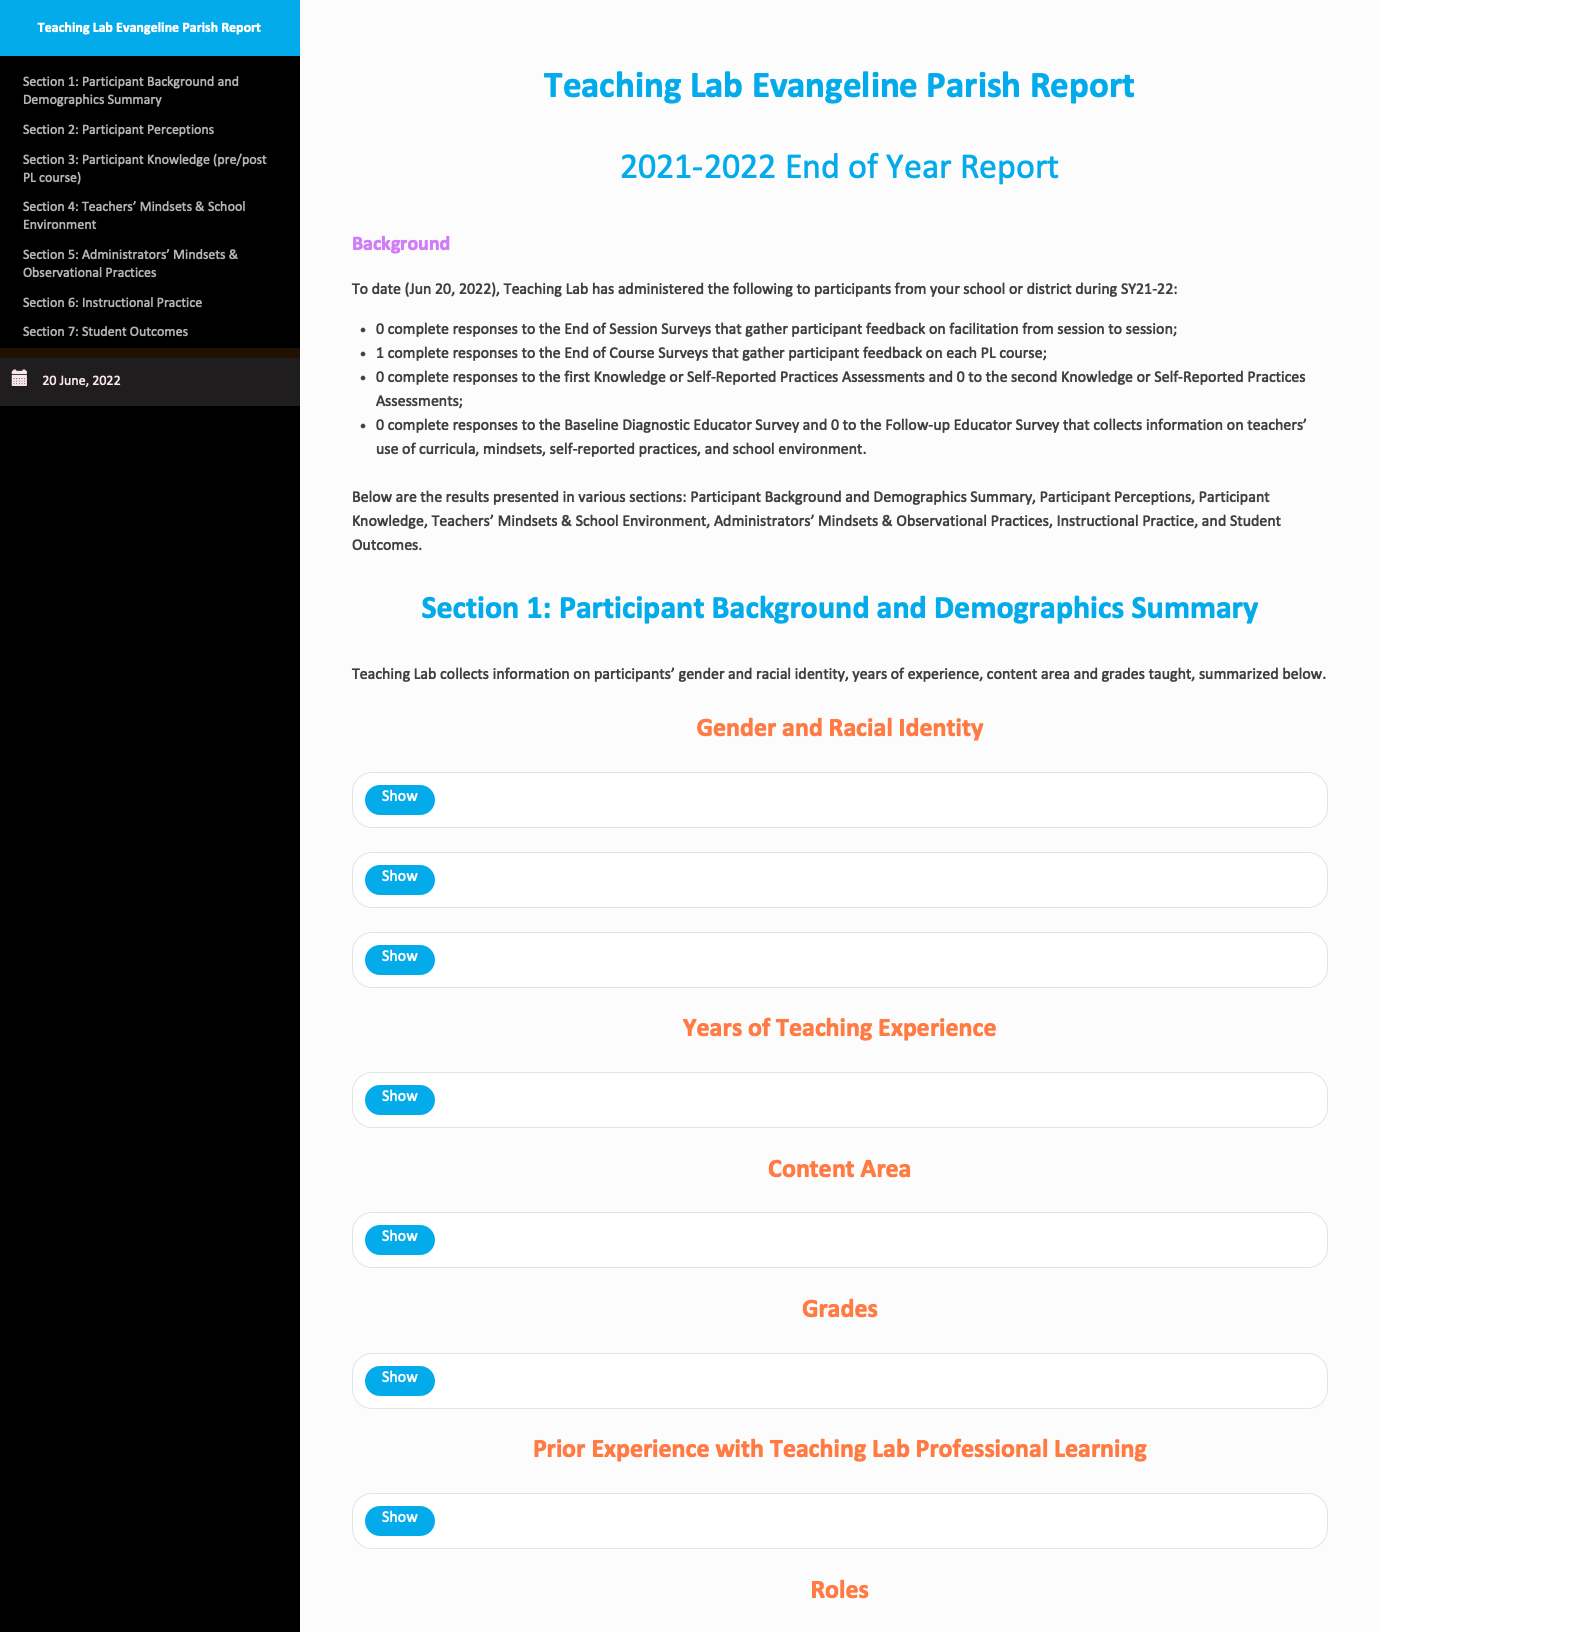 Teaching Lab Evangeline Parish Report
Section 1: Participant Background and
Demographics Summary
Section 2: Participant Perceptions
Section 3: Participant Knowledge (pre/post
PL course)
Section 4: Teachers’ Mindsets & School
Environment
Section 5: Administrators’ Mindsets &
Observational Practices
Section 6: Instructional Practice
Section 7: Student Outcomes
20 June, 2022
Teaching Lab Evangeline Parish Report
2021-2022 End of Year Report
Background
To date (Jun 20, 2022), Teaching Lab has administered the following to participants from your school or district during SY21-22:
• 0 complete responses to the End of Session Surveys that gather participant feedback on facilitation from session to session;
• 1 complete responses to the End of Course Surveys that gather participant feedback on each PL course;
• 0 complete responses to the first Knowledge or Self-Reported Practices Assessments and 0 to the second Knowledge or Self-Reported Practices
Assessments;
• 0 complete responses to the Baseline Diagnostic Educator Survey and 0 to the Follow-up Educator Survey that collects information on teachers’
use of curricula, mindsets, self-reported practices, and school environment.
Below are the results presented in various sections: Participant Background and Demographics Summary, Participant Perceptions, Participant
Knowledge, Teachers’ Mindsets & School Environment, Administrators’ Mindsets & Observational Practices, Instructional Practice, and Student
Outcomes.
Section 1: Participant Background and Demographics Summary
Teaching Lab collects information on participants’ gender and racial identity, years of experience, content area and grades taught, summarized below.
Gender and Racial Identity
Show
Show
Show
Years of Teaching Experience
Show
Content Area
Show
Grades
Show
Prior Experience with Teaching Lab Professional Learning
Show
Roles